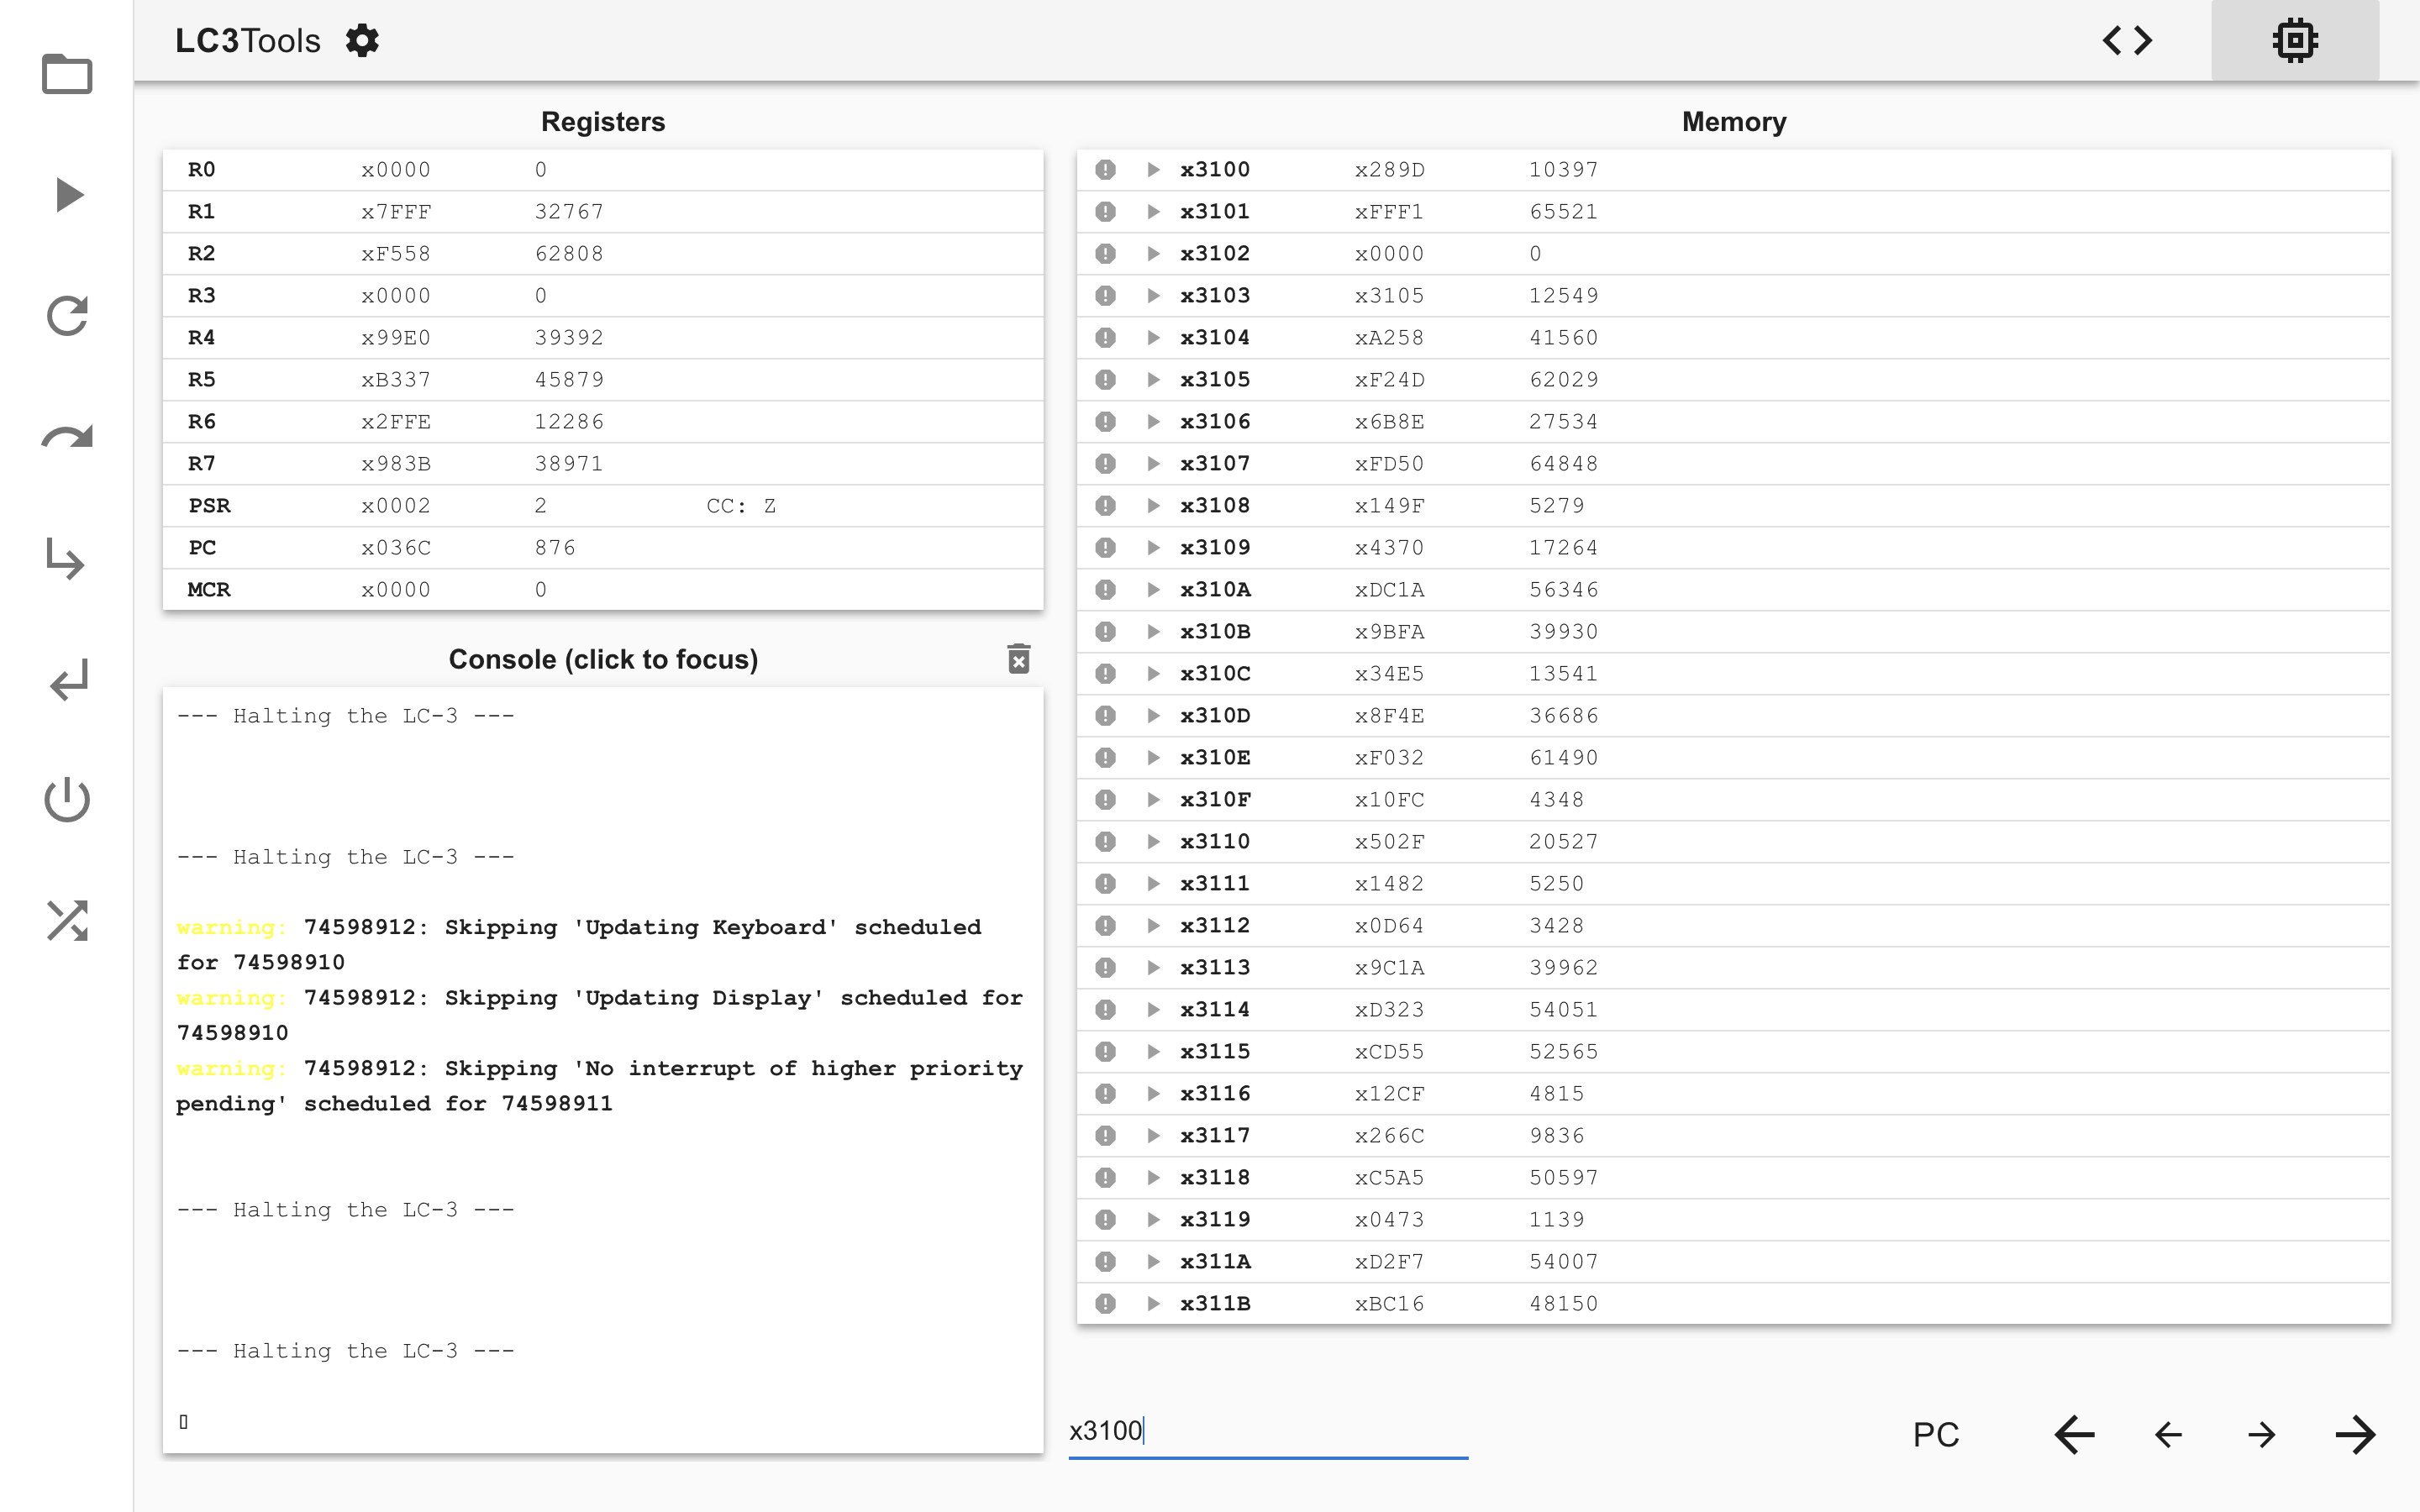 LC3Tools
Registers
R0 x0000 0
R1 x7FFF 32767
R2 xF558 62808
R3 x0000 0
R4 x99E0 39392
R5 xB337 45879
R6 x2FFE 12286
R7 x983B 38971
PSR x0002 2 CC: Z
PC x036C 876
MCR x0000 0
Console (click to focus)
--- Halting the LC-3 ---
--- Halting the LC-3 ---
warning: 74598912: Skipping 'Updating Keyboard' scheduled
for 74598910
warning: 74598912: Skipping 'Updating Display' scheduled for
74598910
warning: 74598912: Skipping 'No interrupt of higher priority
pending' scheduled for 74598911
--- Halting the LC-3 ---
--- Halting the LC-3 ---
Memory
x3100 x289D 10397
x3101 xFFF1 65521
x3102 x0000 0
x3103 x3105 12549
x3104 xA258 41560
x3105 xF24D 62029
x3106 x6B8E 27534
x3107 xFD50 64848
x3108 x149F 5279
x3109 x4370 17264
x310A xDC1A 56346
x310B x9BFA 39930
x310C x34E5 13541
x310D x8F4E 36686
x310E xF032 61490
x310F x10FC 4348
x3110 x502F 20527
x3111 x1482 5250
x3112 x0D64 3428
x3113 x9C1A 39962
x3114 xD323 54051
x3115 xCD55 52565
x3116 x12CF 4815
x3117 x266C 9836
x3118 xC5A5 50597
x3119 x0473 1139
x311A xD2F7 54007
x311B xBC16 48150
x3100
PC